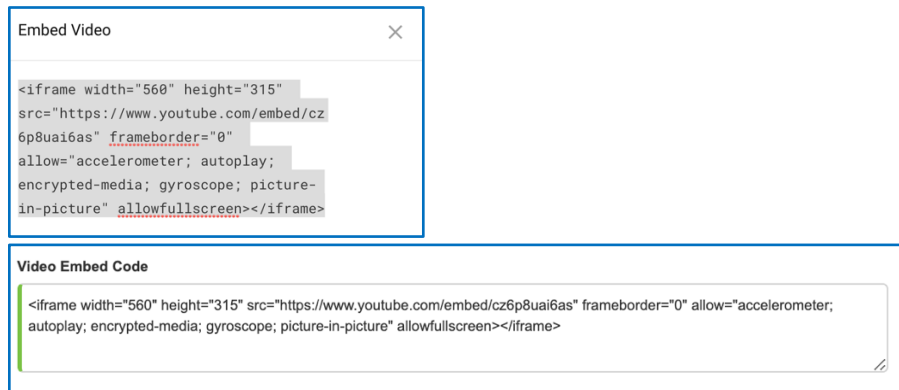 Embed Video
<iframe width="560" height="315"
src="https://www.youtube.com/embed/cz
6p8uai6as" frameborder="0"
allow="accelerometer; autoplay;
encrypted-media; gyroscope; picture-
in-picture" allowfullscreen></iframe>
Video Embed Code
<iframe width="560" height="315" src="https://www.youtube.com/embed/cz6p8uai6as" frameborder="0" allow="accelerometer;
autoplay; encrypted-media; gyroscope; picture-in-picture" allowfullscreen></iframe>